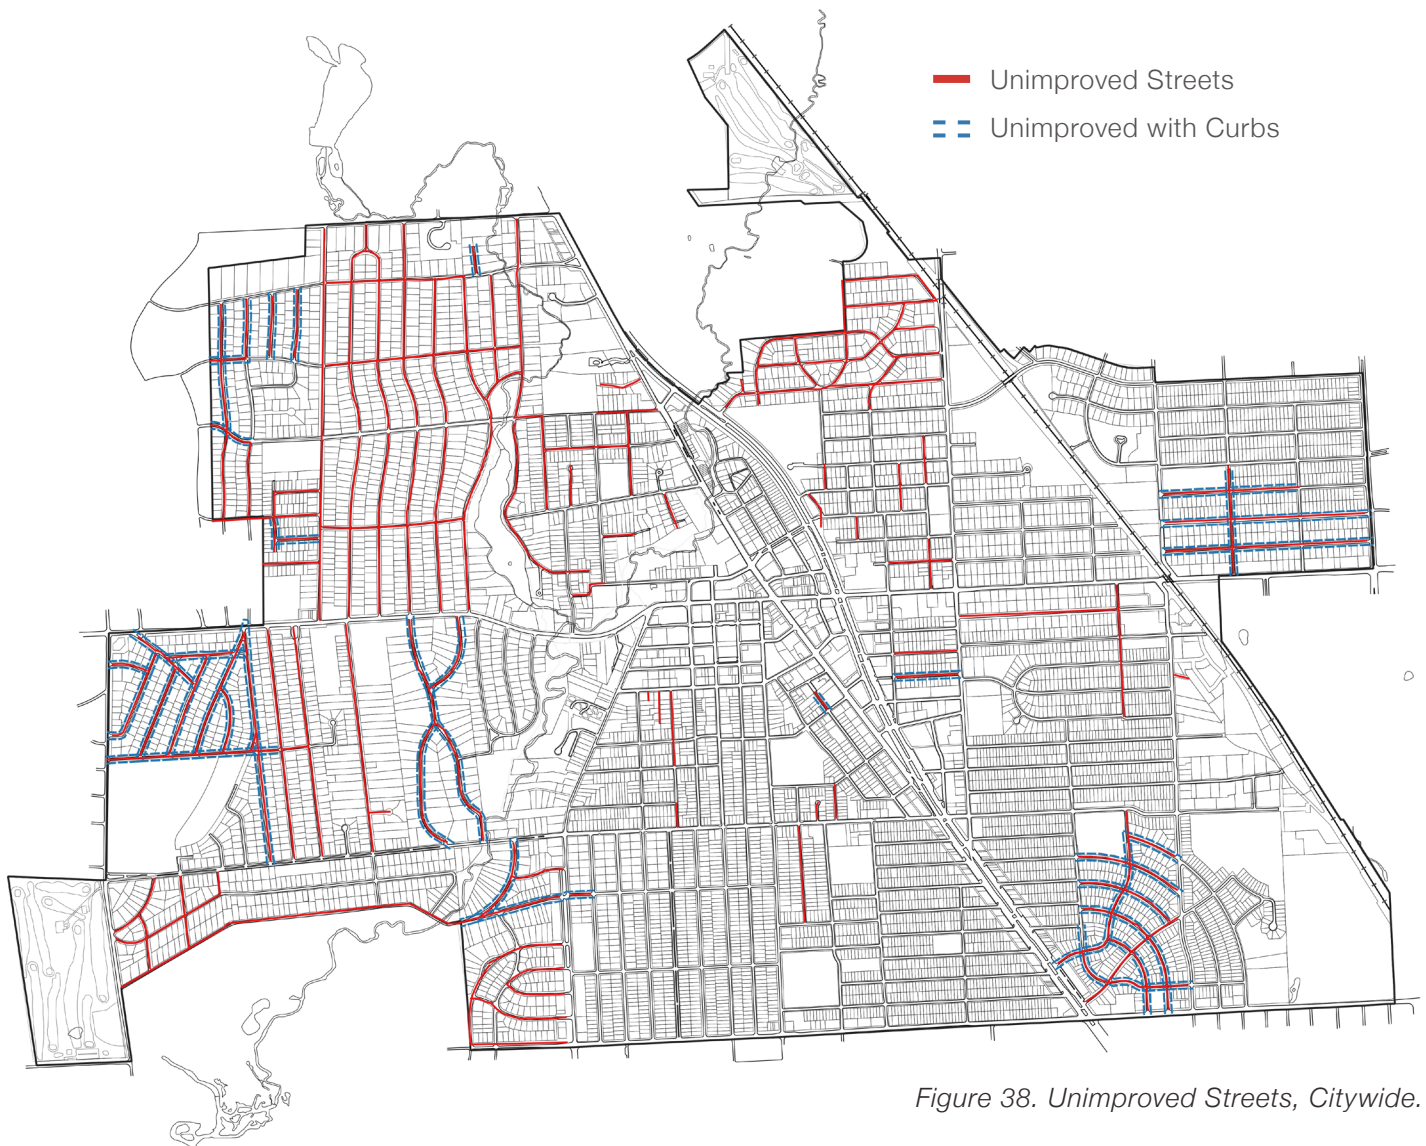 Unimproved Streets
Unimproved with Curbs
Figure 38. Unimproved Streets, Citywide.